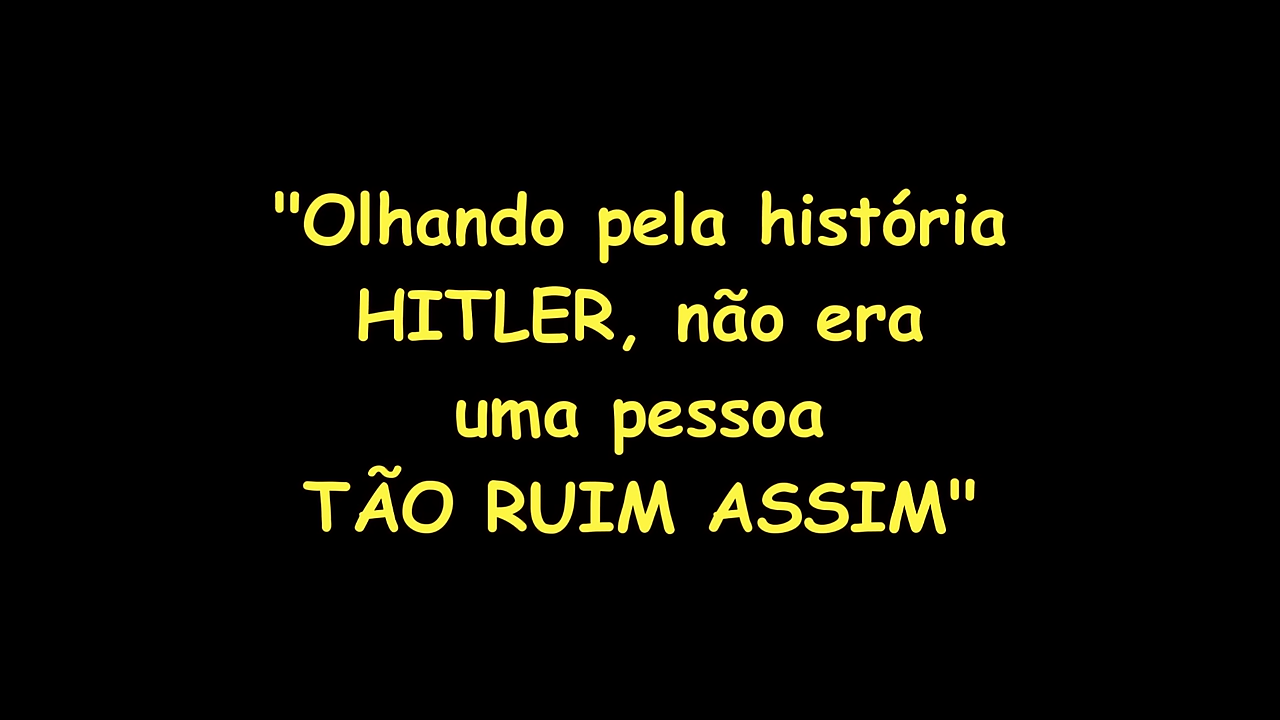 "Olhando pela história
HITLER, não era
uma pessoa
TÃO RUIM ASSIM"